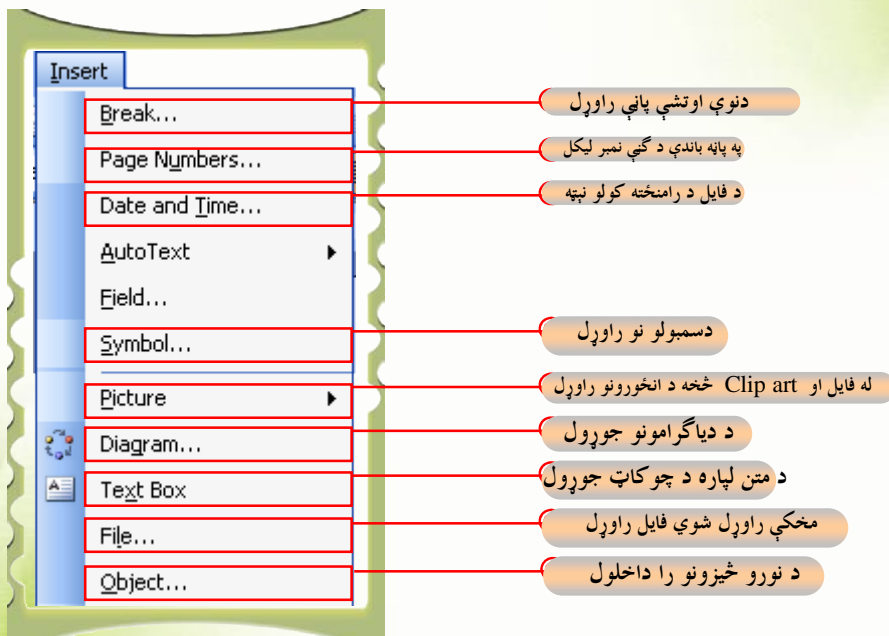 Insert
Break...
دنوې اوتشې پاڼې راوړل
Page Numbers...
په پاڼه باندې د گڼې نمبر ليکل
Date and Time...
د فايل د رامنځته کولو نېټه
AutoText
Field...
Symbol...
دسمبولو نو راوړل
Picture
له فايل او Clip art څخه د انځورونو راوړل
Diagram...
د دياگرامونو جوړول
Text Box
د متن لپاره د چوکاټ جوړول
File...
مخکې راوړل شوي فايل راوړل
Object...
د نورو څيزونو را داخلول